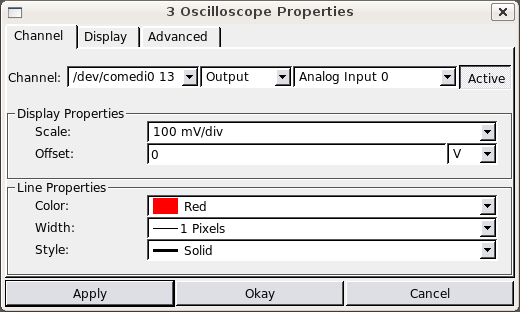 3 Oscilloscope Properties
Channel Display Advanced
Channel: /dev/comedi0 13 Output Analog Input 0 Active
Display Properties
Scale: 100 mV/div
Offset: 0 V
Line Properties
Color: Red
Width: 1 Pixels
Style: Solid
Apply Okay Cancel